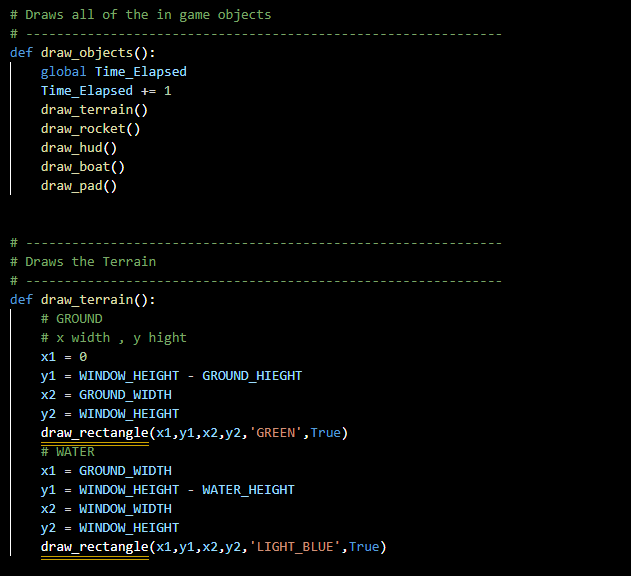 # Draws all of the in game objects
# -------------------------------------------------------------
def draw_objects():
    global Time_Elapsed
    Time_Elapsed += 1
    draw_terrain()
    draw_rocket()
    draw_hud()
    draw_boat()
    draw_pad()
# -------------------------------------------------------------
# Draws the Terrain
# -------------------------------------------------------------
def draw_terrain():
    # GROUND
    # x width , y hight
    x1 = 0
    y1 = WINDOW_HEIGHT - GROUND_HIEGHT
    x2 = GROUND_WIDTH
    y2 = WINDOW_HEIGHT
    draw_rectangle(x1,y1,x2,y2,'GREEN',True)
    # WATER
    x1 = GROUND_WIDTH
    y1 = WINDOW_HEIGHT - WATER_HEIGHT
    x2 = WINDOW_WIDTH
    y2 = WINDOW_HEIGHT
    draw_rectangle(x1,y1,x2,y2,'LIGHT_BLUE',True)